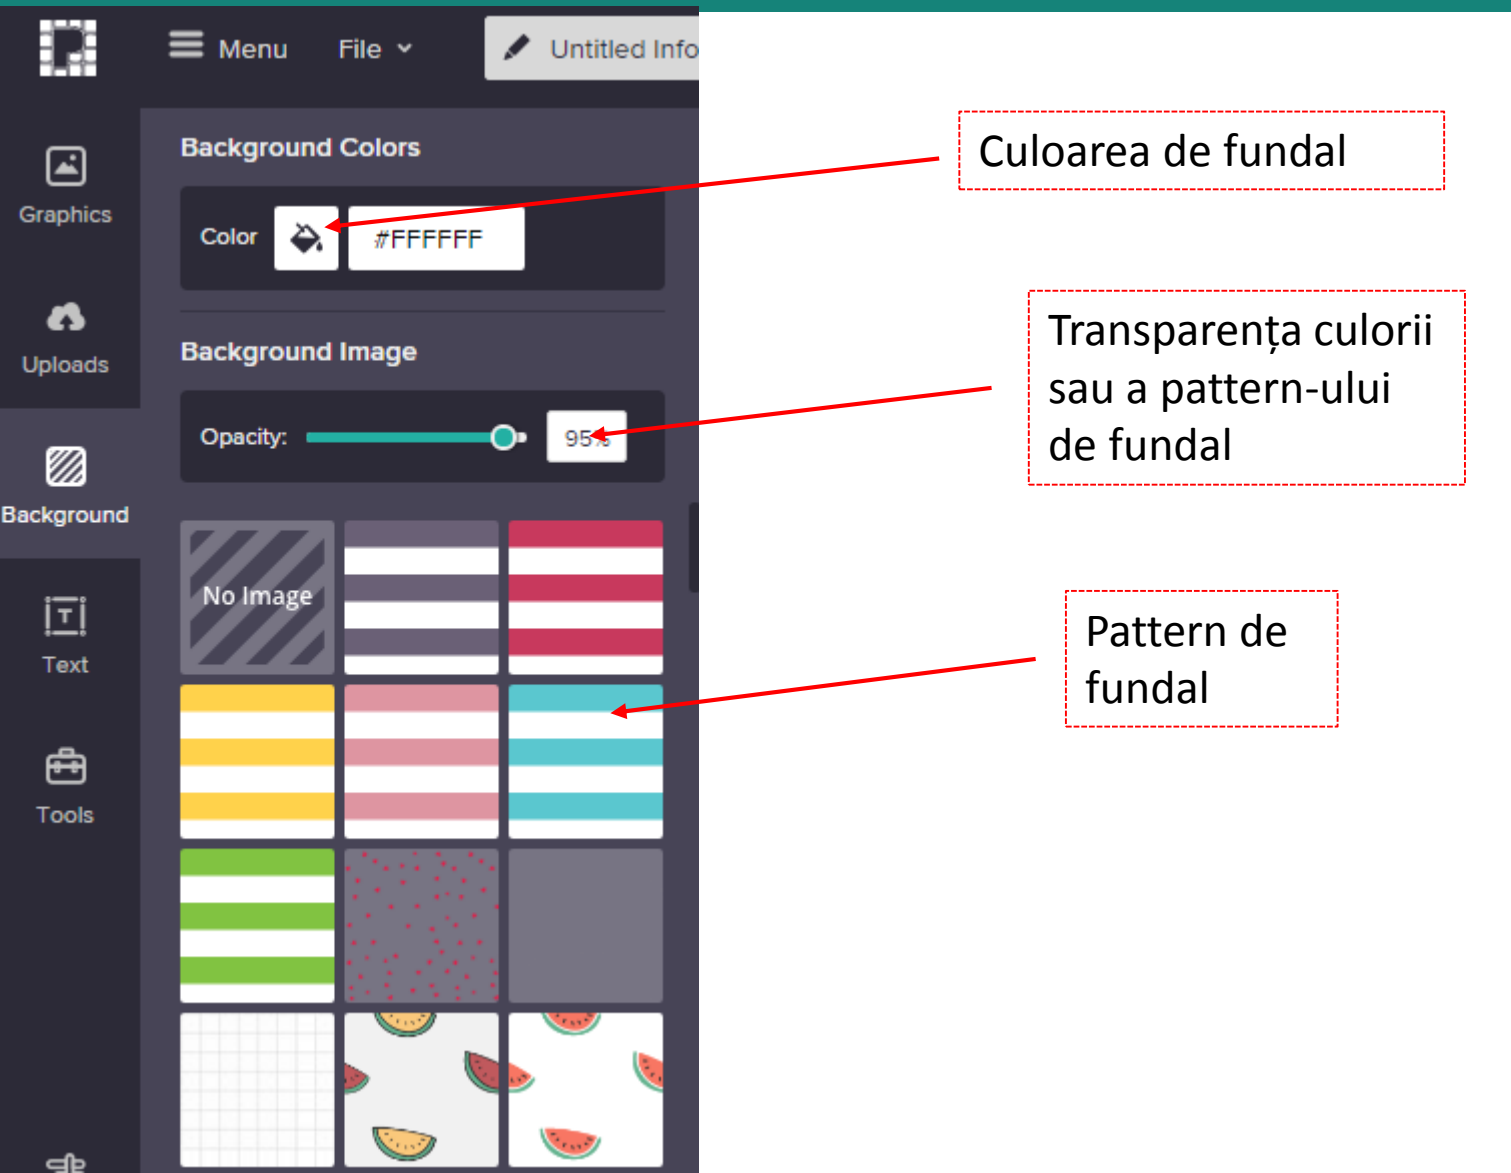 Menu
File
Untitled Info
Graphics
Uploads
Background
Text
Tools
Background Colors
Color
#FFFFFF
Background Image
Opacity:
95%
No Image
Culoarea de fundal
Transparența culorii
sau a pattern-ului
de fundal
Pattern de
fundal